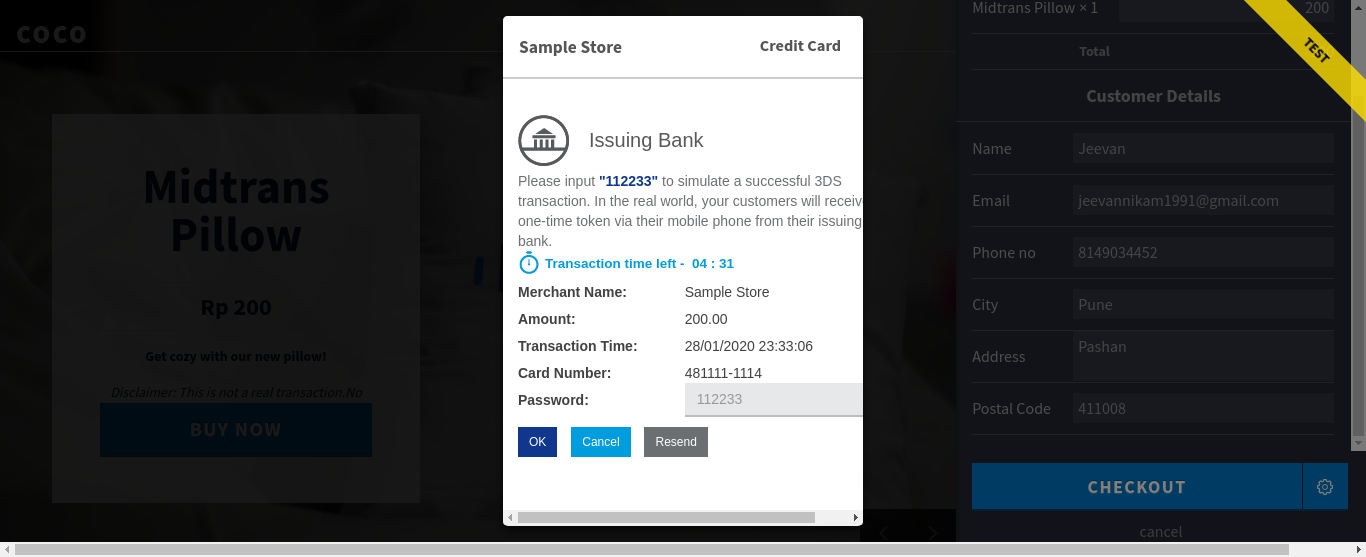 coco
Midtrans
Pillow
Rp 200
Get cozy with our new pillow!
Disclaimer: This is not a real transaction.No
BUY NOW
Sample Store
Credit Card
Issuing Bank
Please input "112233" to simulate a successful 3DS
transaction. In the real world, your customers will receive
one-time token via their mobile phone from their issuing
bank.
Transaction time left - 04 : 31
Merchant Name: Sample Store
Amount: 200.00
Transaction Time: 28/01/2020 23:33:06
Card Number: 481111-1114
Password: 112233
OK
Cancel
Resend
Midtrans Pillow × 1 200
Total
TEST
Customer Details
Name Jeevan
Email jeevannikam1991@gmail.com
Phone no 8149034452
City Pune
Address Pashan
Postal Code 411008
CHECKOUT
cancel